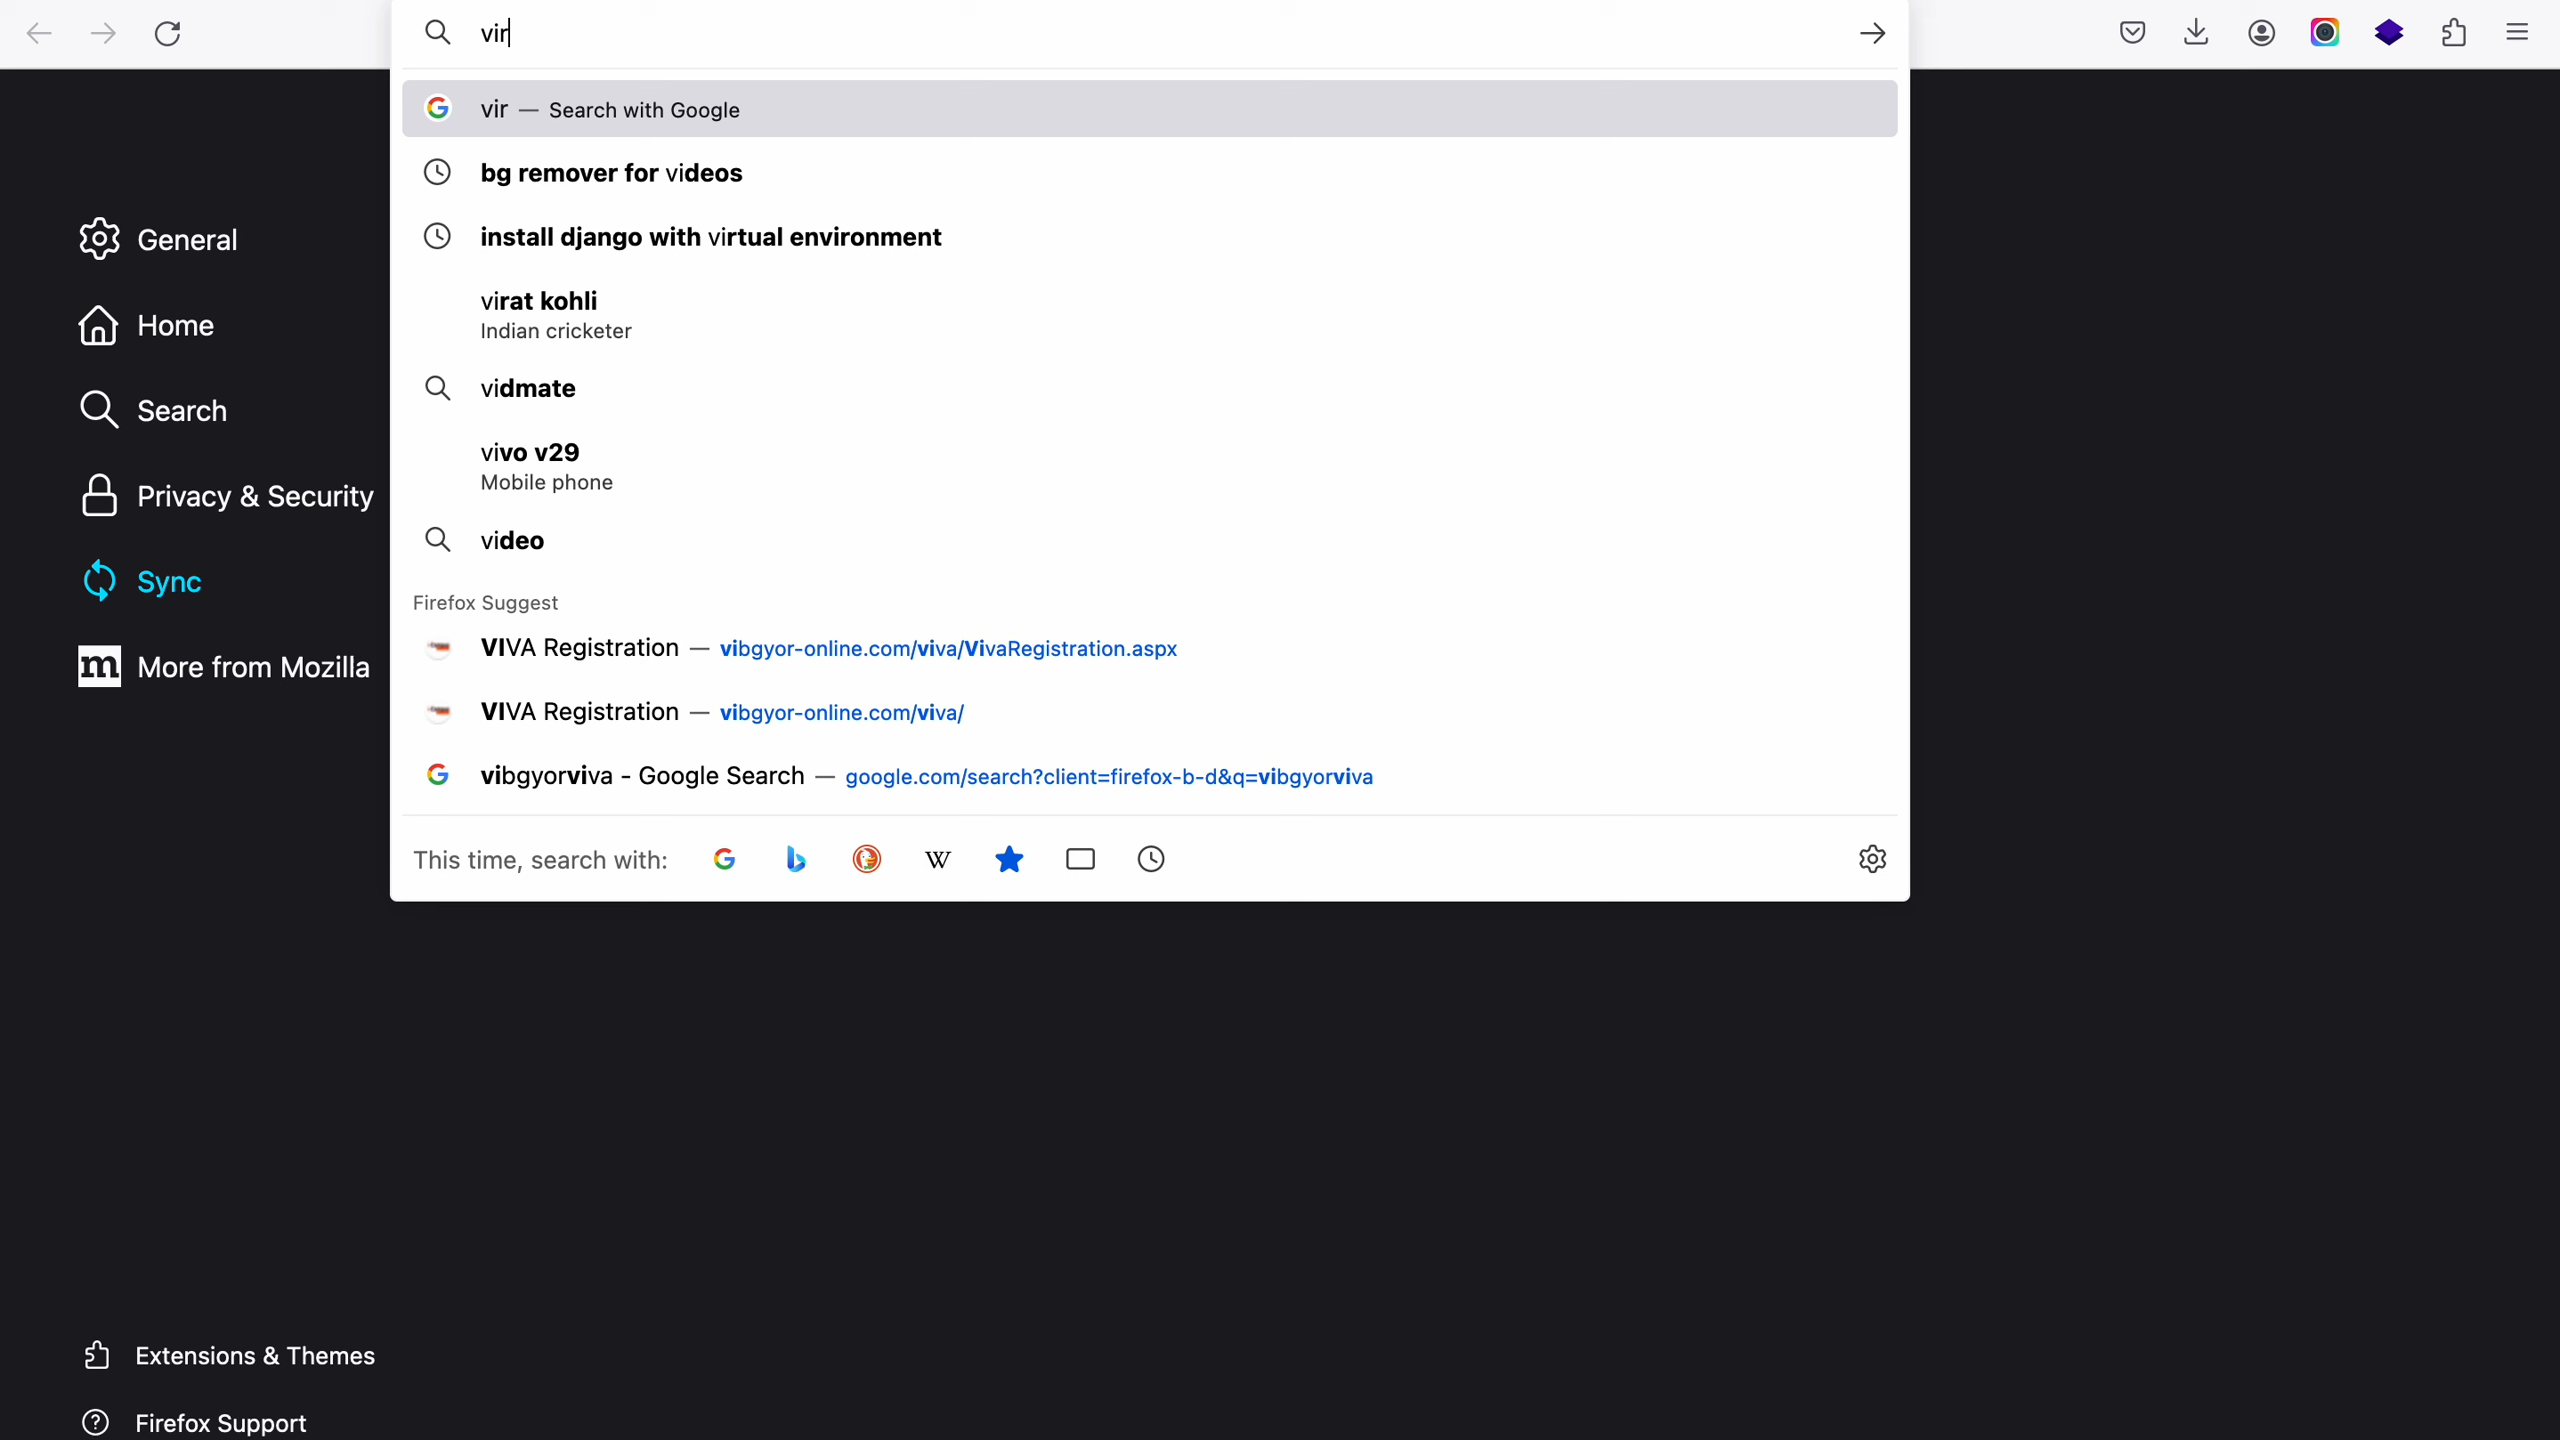 vir
vir — Search with Google
bg remover for videos
install django with virtual environment
virat kohli
Indian cricketer
vidmate
vivo v29
Mobile phone
video
Firefox Suggest
VIVA Registration — vibgyor-online.com/viva/VivaRegistration.aspx
VIVA Registration — vibgyor-online.com/viva/
vibgyorviva - Google Search — google.com/search?client=firefox-b-d&q=vibgyorviva
This time, search with:
General
Home
Search
Privacy & Security
Sync
m More from Mozilla
Extensions & Themes
Firefox Support